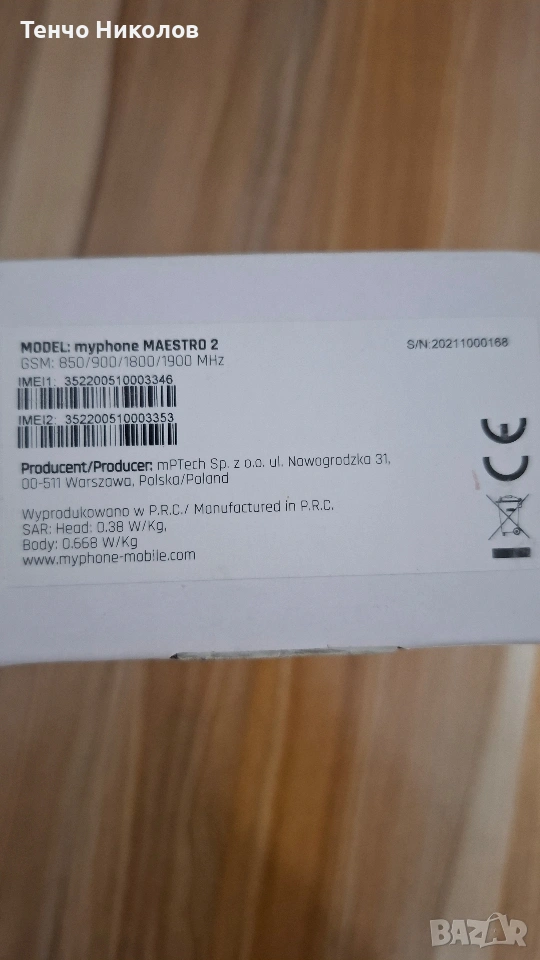 Тенчо Николов
MODEL: myphone MAESTRO 2
S/N:20211000168
GSM: 850/900/1800/1900 MHz
IMEI1: 352200510003346
IMEI2: 352200510003353
Producent/Producer: mPTech Sp. z o.o. ul. Nowogrodzka 31,
00-511 Warszawa, Polska/Poland
Wyprodukowano w P.R.C./ Manufactured in P.R.C.
SAR: Head: 0.38 W/Kg,
Body: 0.668 W/Kg
www.myphone-mobile.com
CE
BAZAR